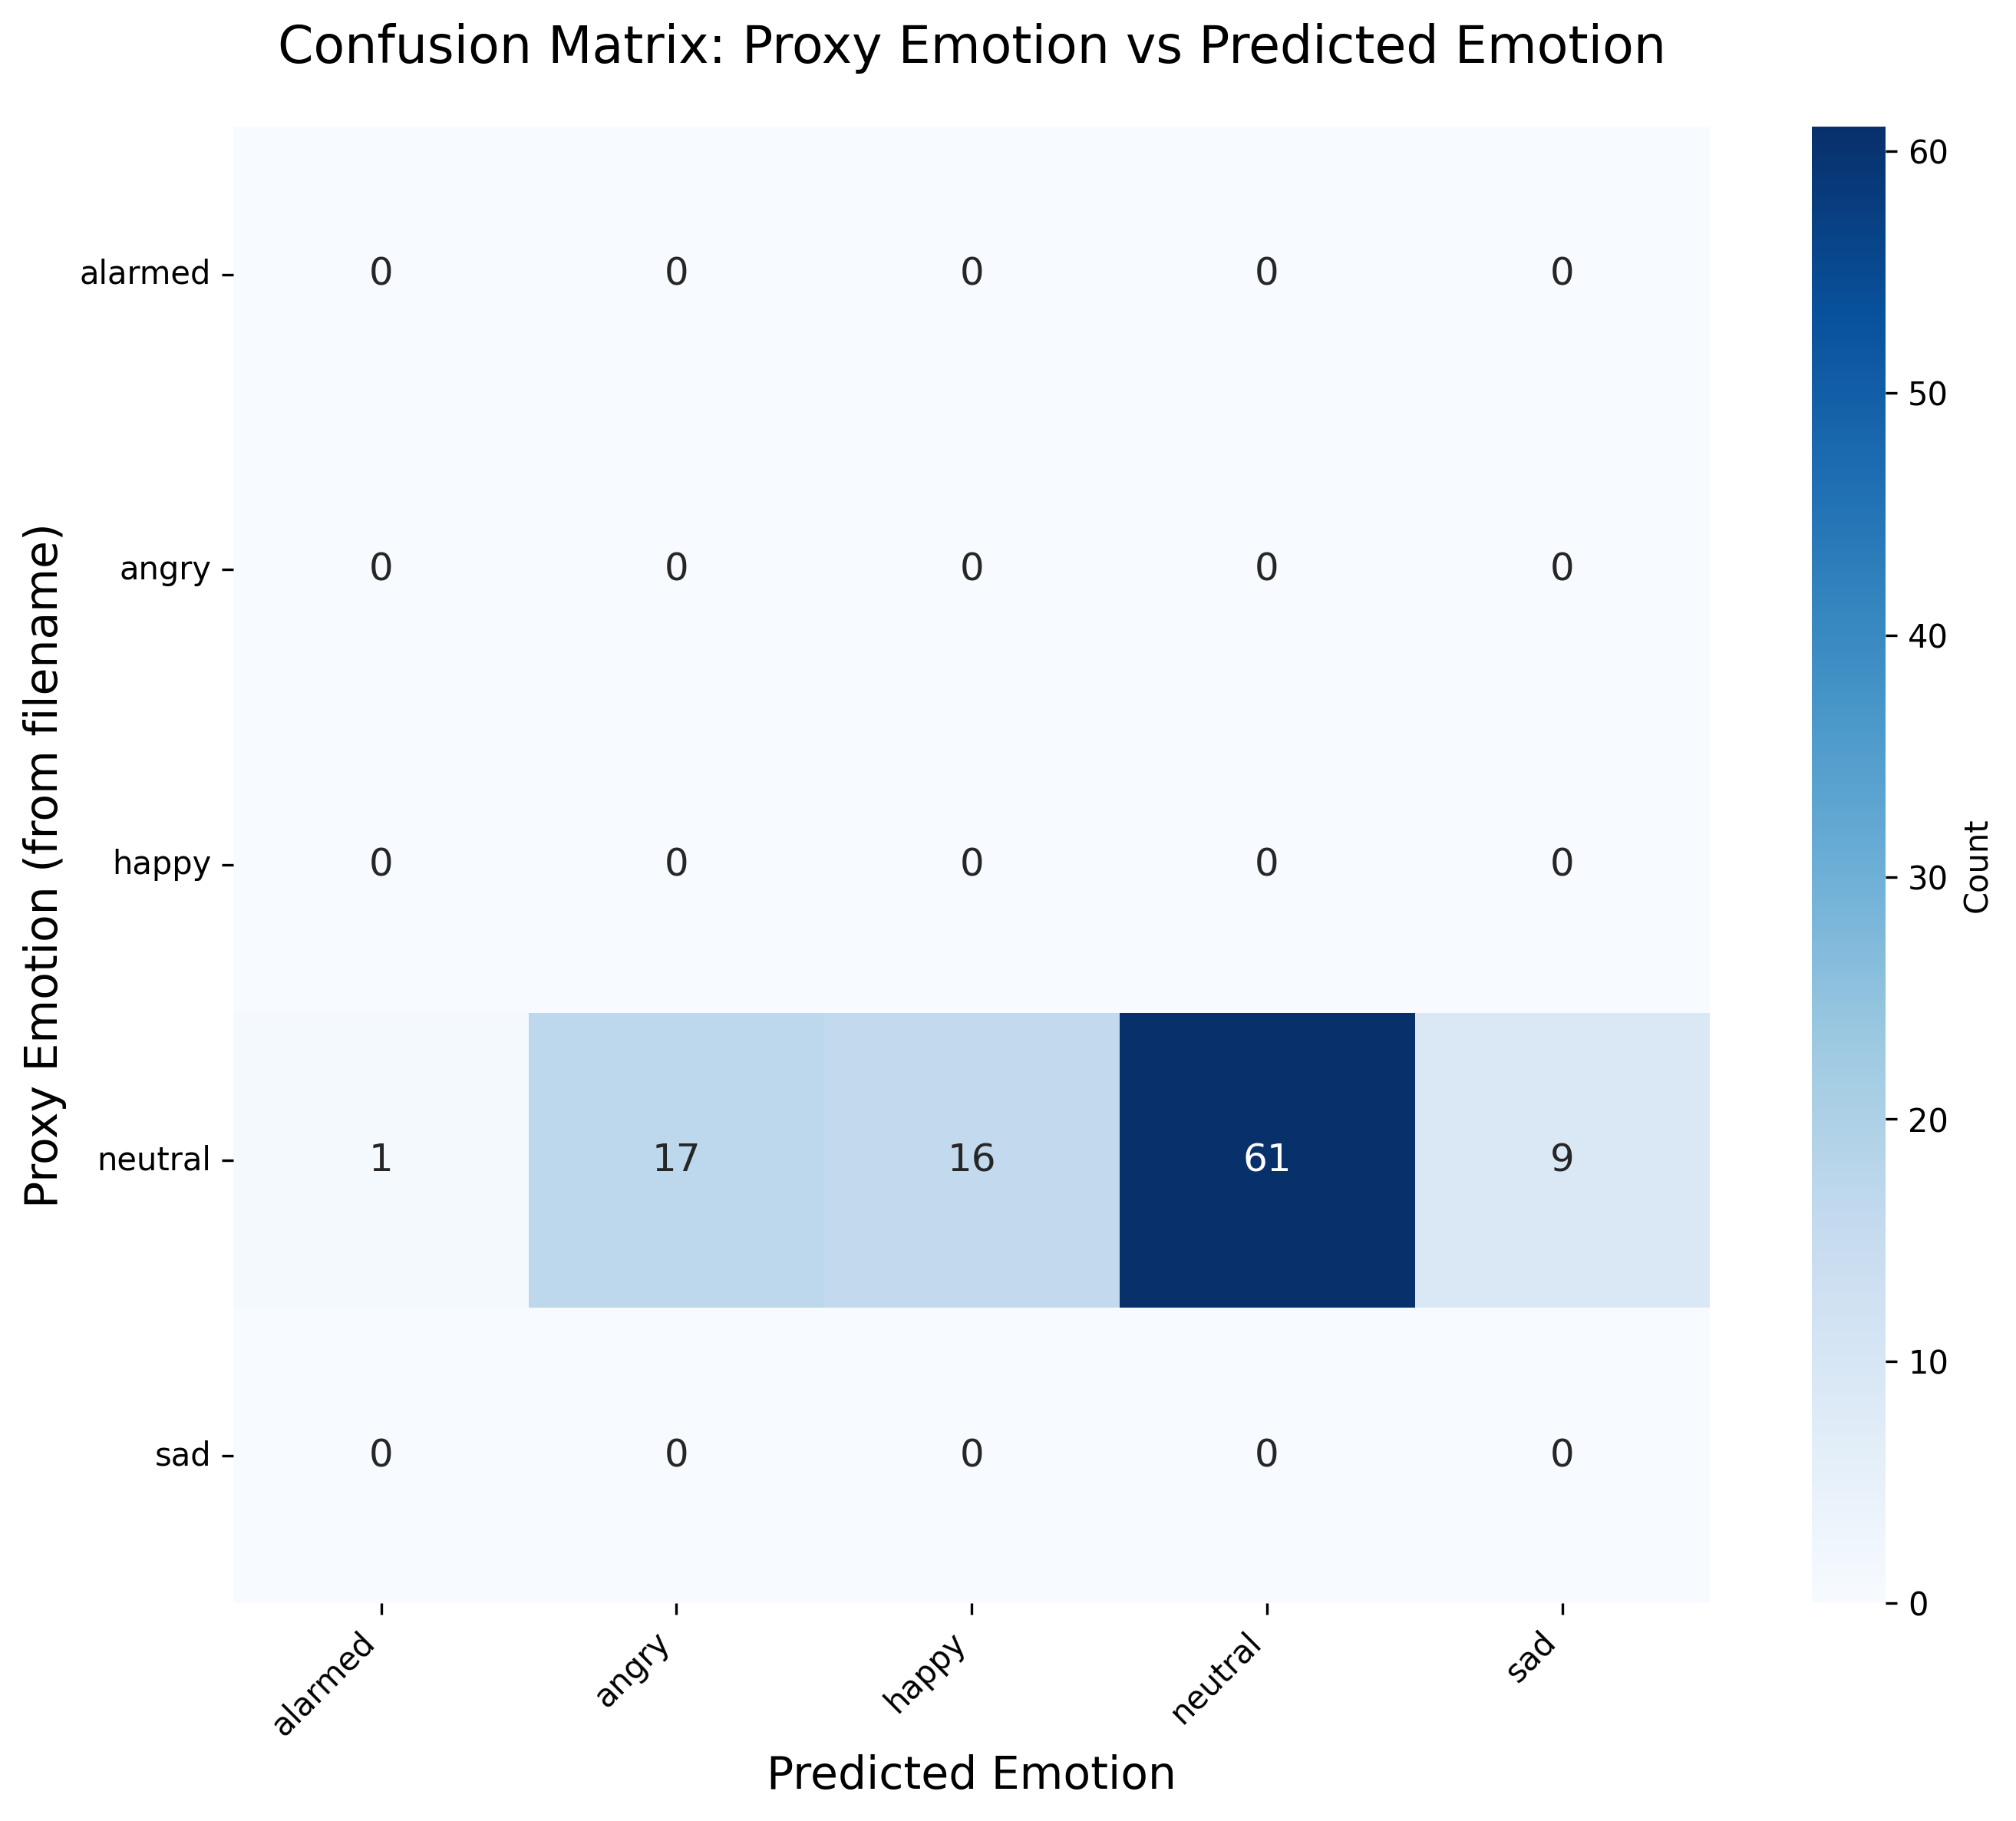 Confusion Matrix: Proxy Emotion vs Predicted Emotion
Proxy Emotion (from filename)
alarmed 0 0 0 0 0
angry 0 0 0 0 0
happy 0 0 0 0 0
neutral 1 17 16 61 9
sad 0 0 0 0 0
alarmed angry happy neutral sad
Predicted Emotion
60
50
40
30
20
10
0
Count